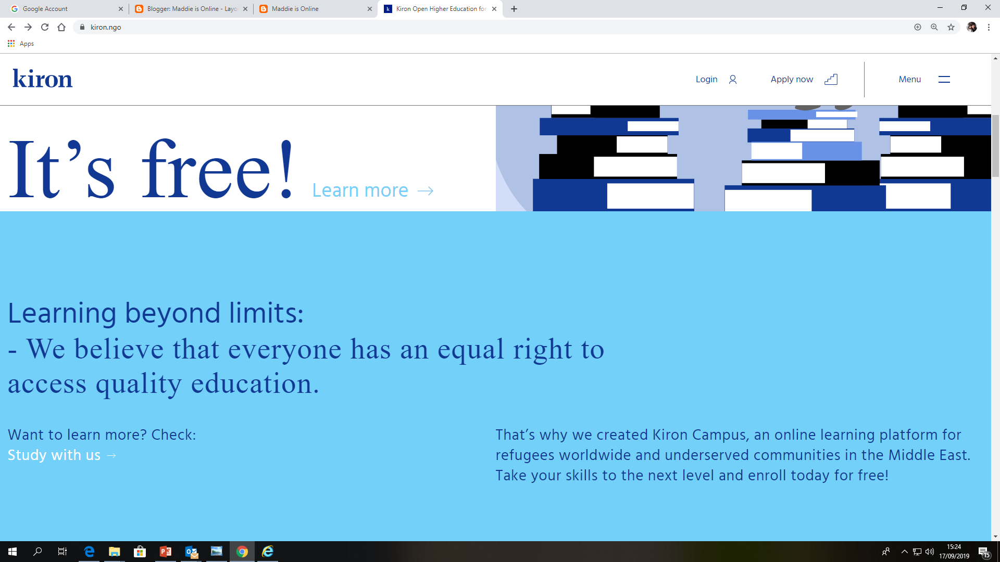 Google Account
Blogger: Maddie is Online - Layo
Maddie is Online
Kiron Open Higher Education for
kiron.ngo
Apps
kiron
Login
Apply now
Menu
It’s free! Learn more →
Learning beyond limits:
- We believe that everyone has an equal right to
access quality education.
Want to learn more? Check:
Study with us →
That’s why we created Kiron Campus, an online learning platform for
refugees worldwide and underserved communities in the Middle East.
Take your skills to the next level and enroll today for free!
15:24
17/09/2019
15